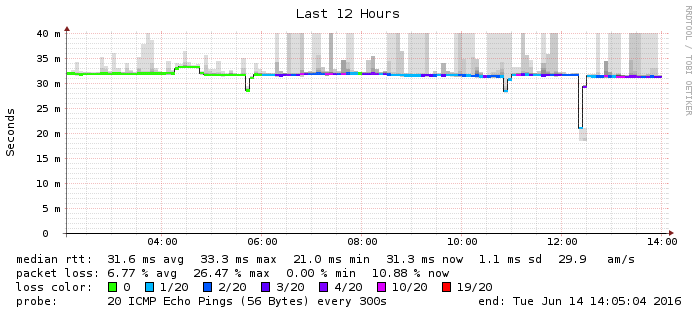 Last 12 Hours
RRDTOOL / TOBI OETIKER
Seconds
40 m
35 m
30 m
25 m
20 m
15 m
10 m
5 m
0
04:00 06:00 08:00 10:00 12:00 14:00
median rtt: 31.6 ms avg 33.3 ms max 21.0 ms min 31.3 ms now 1.1 ms sd 29.9 am/s
packet loss: 6.77 % avg 26.47 % max 0.00 % min 10.88 % now
loss color: 0 1/20 2/20 3/20 4/20 10/20 19/20
probe: 20 ICMP Echo Pings (56 Bytes) every 300s end: Tue Jun 14 14:05:04 2016